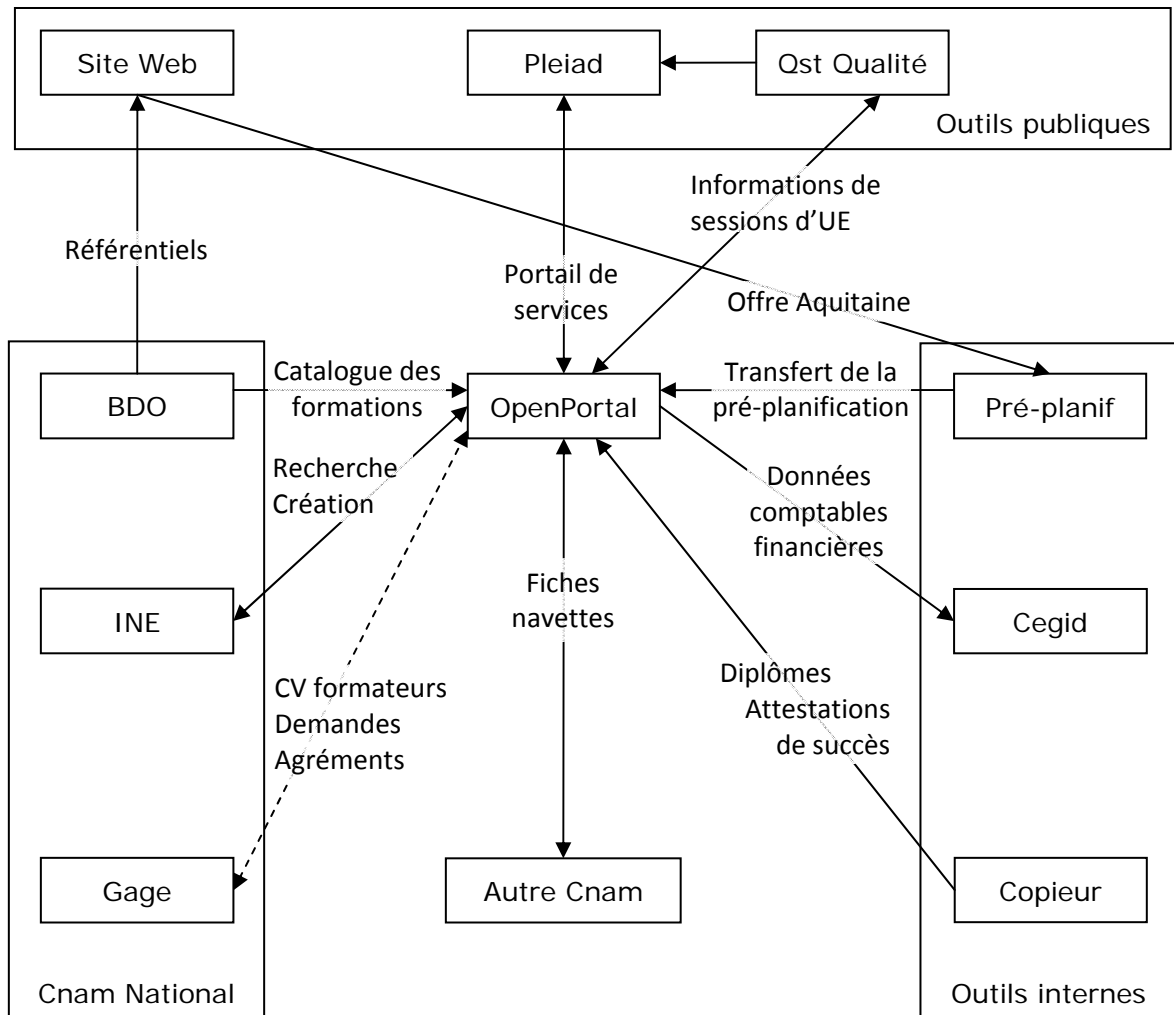 Site Web
Pleiad
Qst Qualité
Outils publiques
Informations de
sessions d’UE
Référentiels
Portail de
services
Offre Aquitaine
BDO
Catalogue des
formations
OpenPortal
Transfert de la
pré-planification
Pré-planif
Recherche
Création
Données
comptables
financières
INE
Fiches
navettes
Cegid
CV formateurs
Demandes
Agréments
Diplômes
Attestations
de succès
Gage
Autre Cnam
Copieur
Cnam National
Outils internes